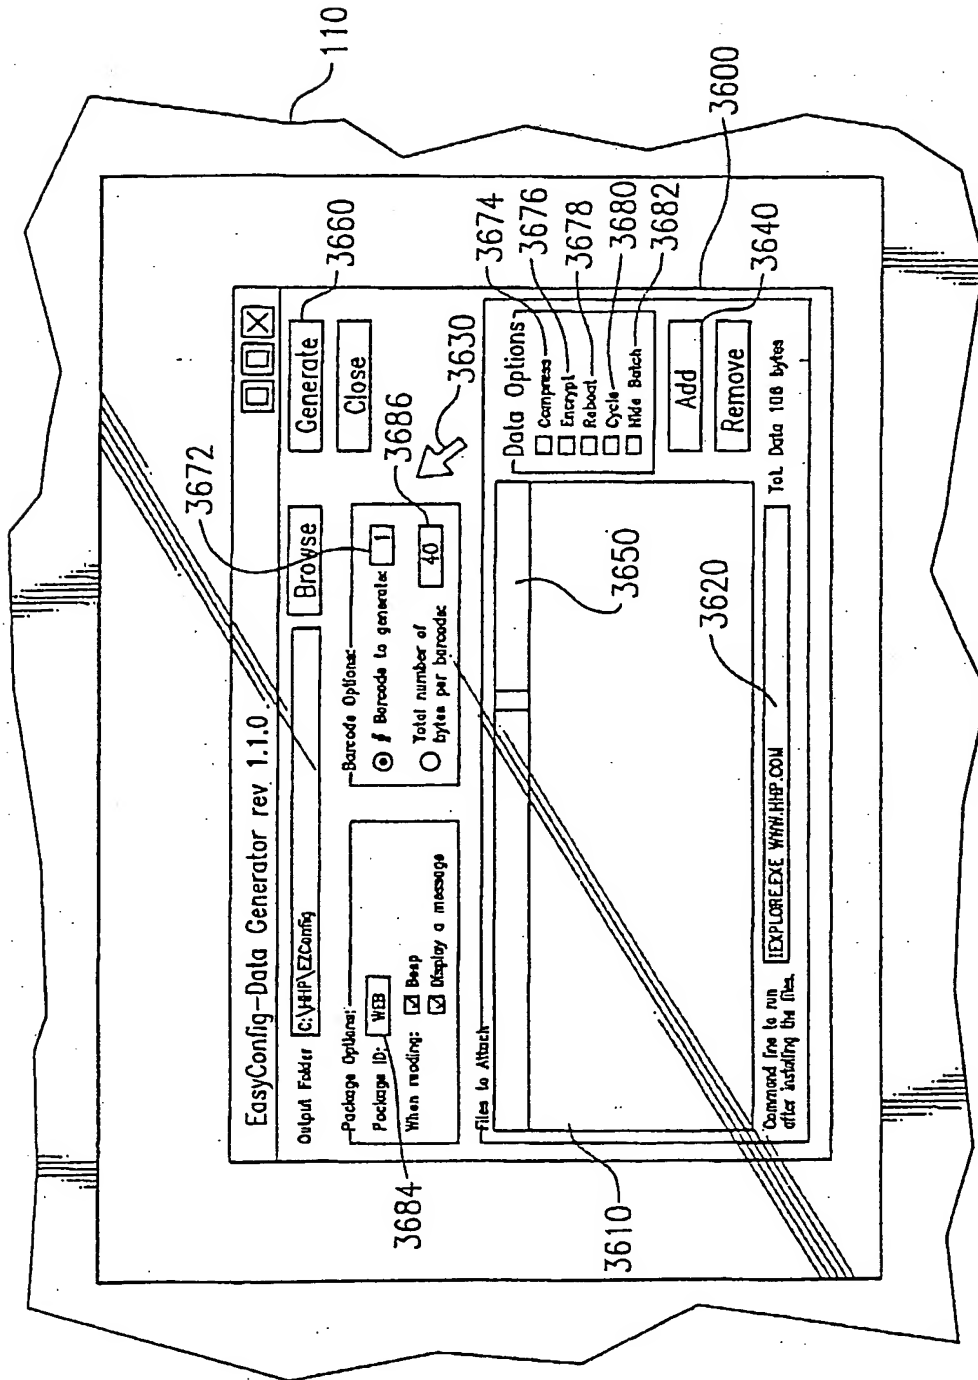 110
EasyConfig-Data Generator rev. 1.1.0
Output Folder C:\HHP\EZConfig
Browse
Generate
Close
3660
Package Options:
Package ID: WEB
When reading: Beep
Display a message
3684
Barcode Options:
# Barcode to generate: 1
Total number of
bytes per barcode: 40
3672
3686
3630
Files to Attach
3610
3650
Data Options
Compress
Encrypt
Reboot
Cycle
Hide Batch
3674
3676
3678
3680
3682
Add
Remove
3640
3600
Command line to run
after installing the files.
IEXPLORE.EXE WWW.HHP.COM
3620
Tot. Data 108 bytes